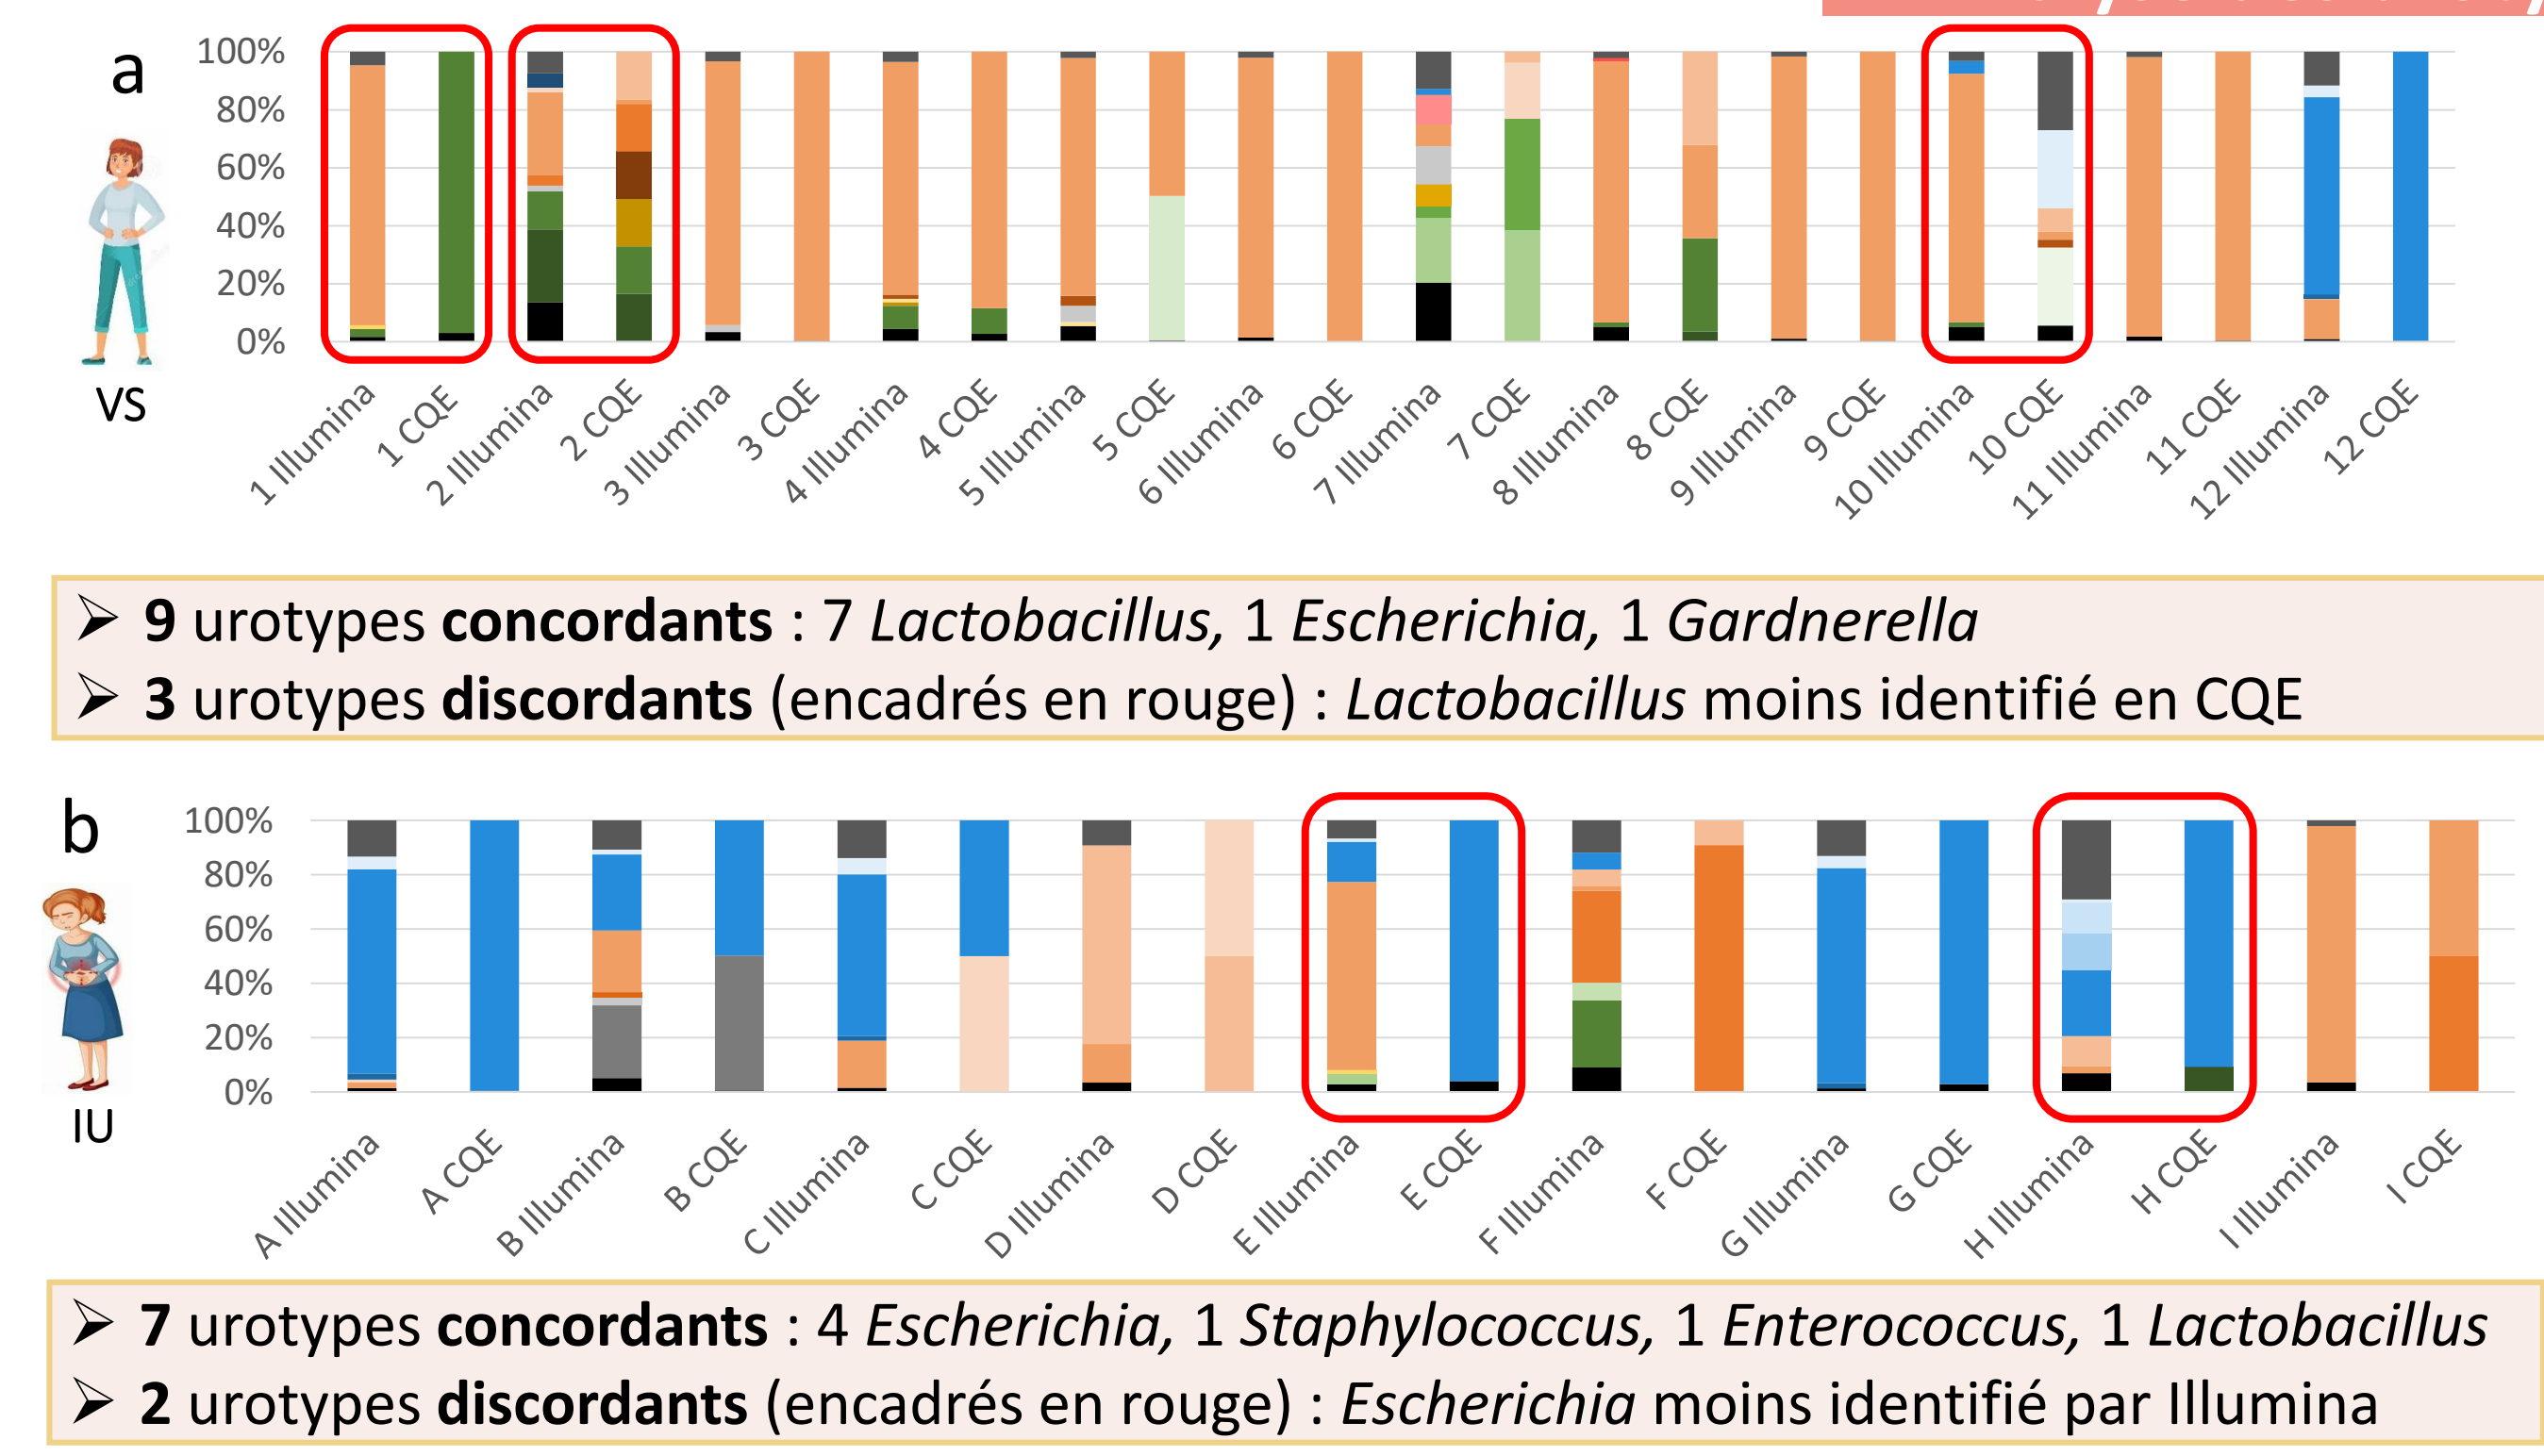 a
100%
80%
60%
40%
20%
0%
VS
1 Illumina
1 CQE
2 Illumina
2 CQE
3 Illumina
3 CQE
4 Illumina
4 CQE
5 Illumina
5 CQE
6 Illumina
6 CQE
7 Illumina
7 CQE
8 Illumina
8 CQE
9 Illumina
9 CQE
10 Illumina
10 CQE
11 Illumina
11 CQE
12 Illumina
12 CQE
➢ 9 urotypes concordants : 7 Lactobacillus, 1 Escherichia, 1 Gardnerella
➢ 3 urotypes discordants (encadrés en rouge) : Lactobacillus moins identifié en CQE
b
100%
80%
60%
40%
20%
0%
IU
A Illumina
A CQE
B Illumina
B CQE
C Illumina
C CQE
D Illumina
D CQE
E Illumina
E CQE
F Illumina
F CQE
G Illumina
G CQE
H Illumina
H CQE
I Illumina
I CQE
➢ 7 urotypes concordants : 4 Escherichia, 1 Staphylococcus, 1 Enterococcus, 1 Lactobacillus
➢ 2 urotypes discordants (encadrés en rouge) : Escherichia moins identifié par Illumina